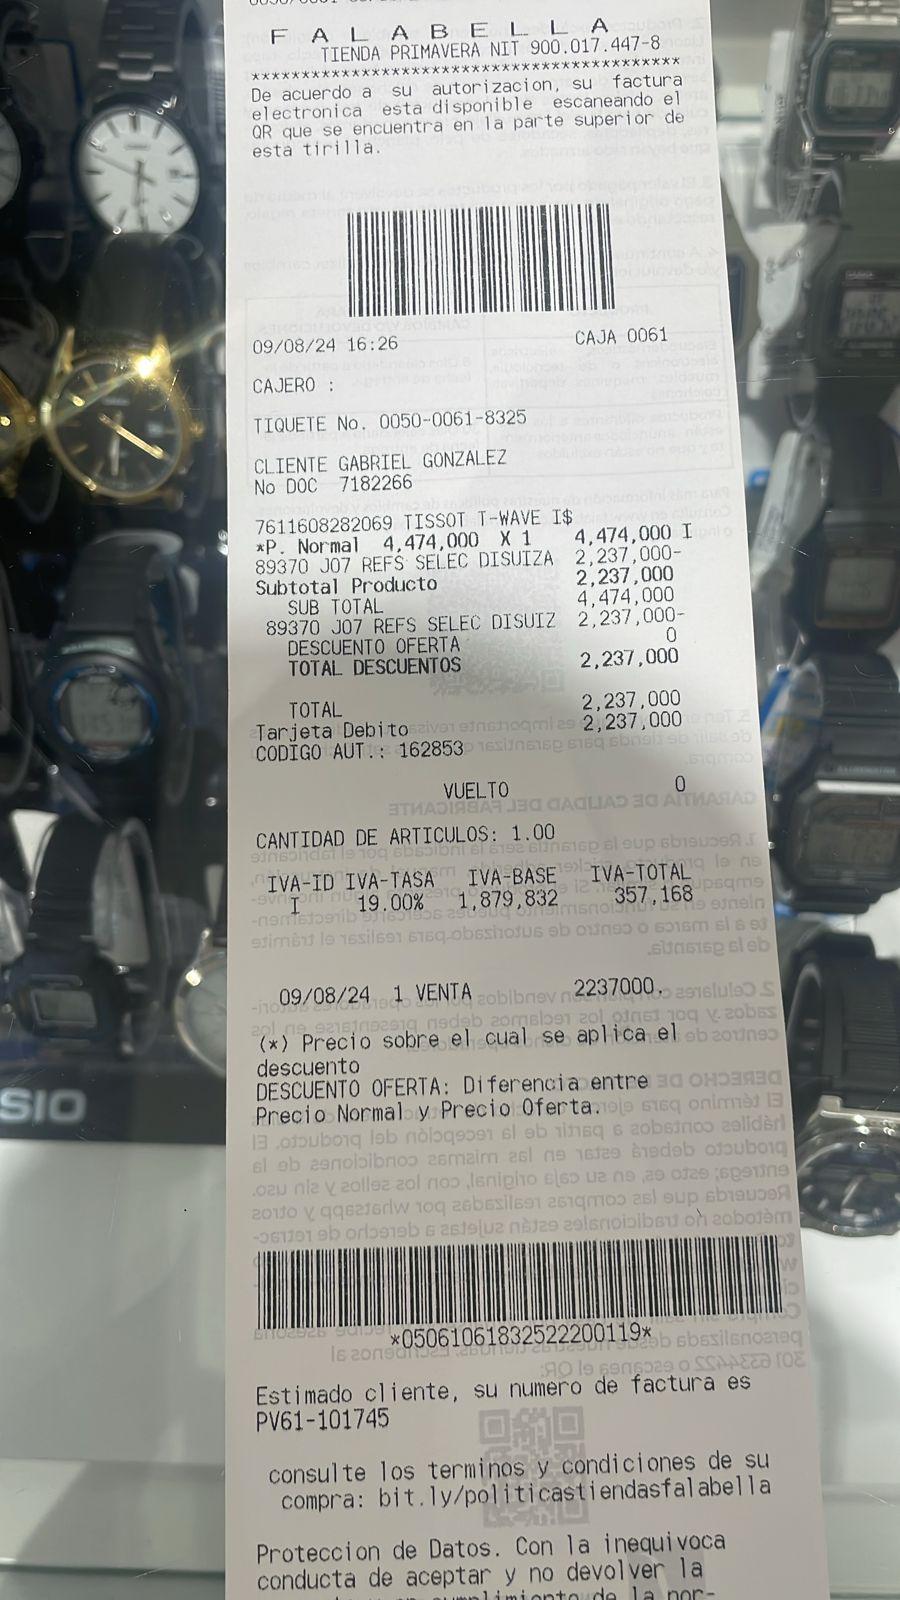 F A L A B E L L A
TIENDA PRIMAVERA NIT 900.017.447-8
*******************************************
De acuerdo a su autorizacion, su factura
electronica esta disponible escaneando el
QR que se encuentra en la parte superior de
esta tirilla.
09/08/24 16:26 CAJA 0061
CAJERO :
TIQUETE No. 0050-0061-8325
CLIENTE GABRIEL GONZALEZ
No DOC 7182266
7611608282069 TISSOT T-WAVE I$
*P. Normal 4,474,000 X 1 4,474,000 I
89370 J07 REFS SELEC DISUIZA 2,237,000-
Subtotal Producto 2,237,000
SUB TOTAL 4,474,000
89370 J07 REFS SELEC DISUIZ 2,237,000-
DESCUENTO OFERTA 0
TOTAL DESCUENTOS 2,237,000
TOTAL 2,237,000
Tarjeta Debito 2,237,000
CODIGO AUT.: 162853
VUELTO 0
CANTIDAD DE ARTICULOS: 1.00
IVA-ID IVA-TASA IVA-BASE IVA-TOTAL
I 19.00% 1,879,832 357,168
09/08/24 1 VENTA 2237000.
(*) Precio sobre el cual se aplica el
descuento
DESCUENTO OFERTA: Diferencia entre
Precio Normal y Precio Oferta.
SIO
*05061061832522200119*
Estimado cliente, su numero de factura es
PV61-101745
consulte los terminos y condiciones de su
compra: bit.ly/politicastiendasfalabella
Proteccion de Datos. Con la inequivoca
conducta de aceptar y no devolver la